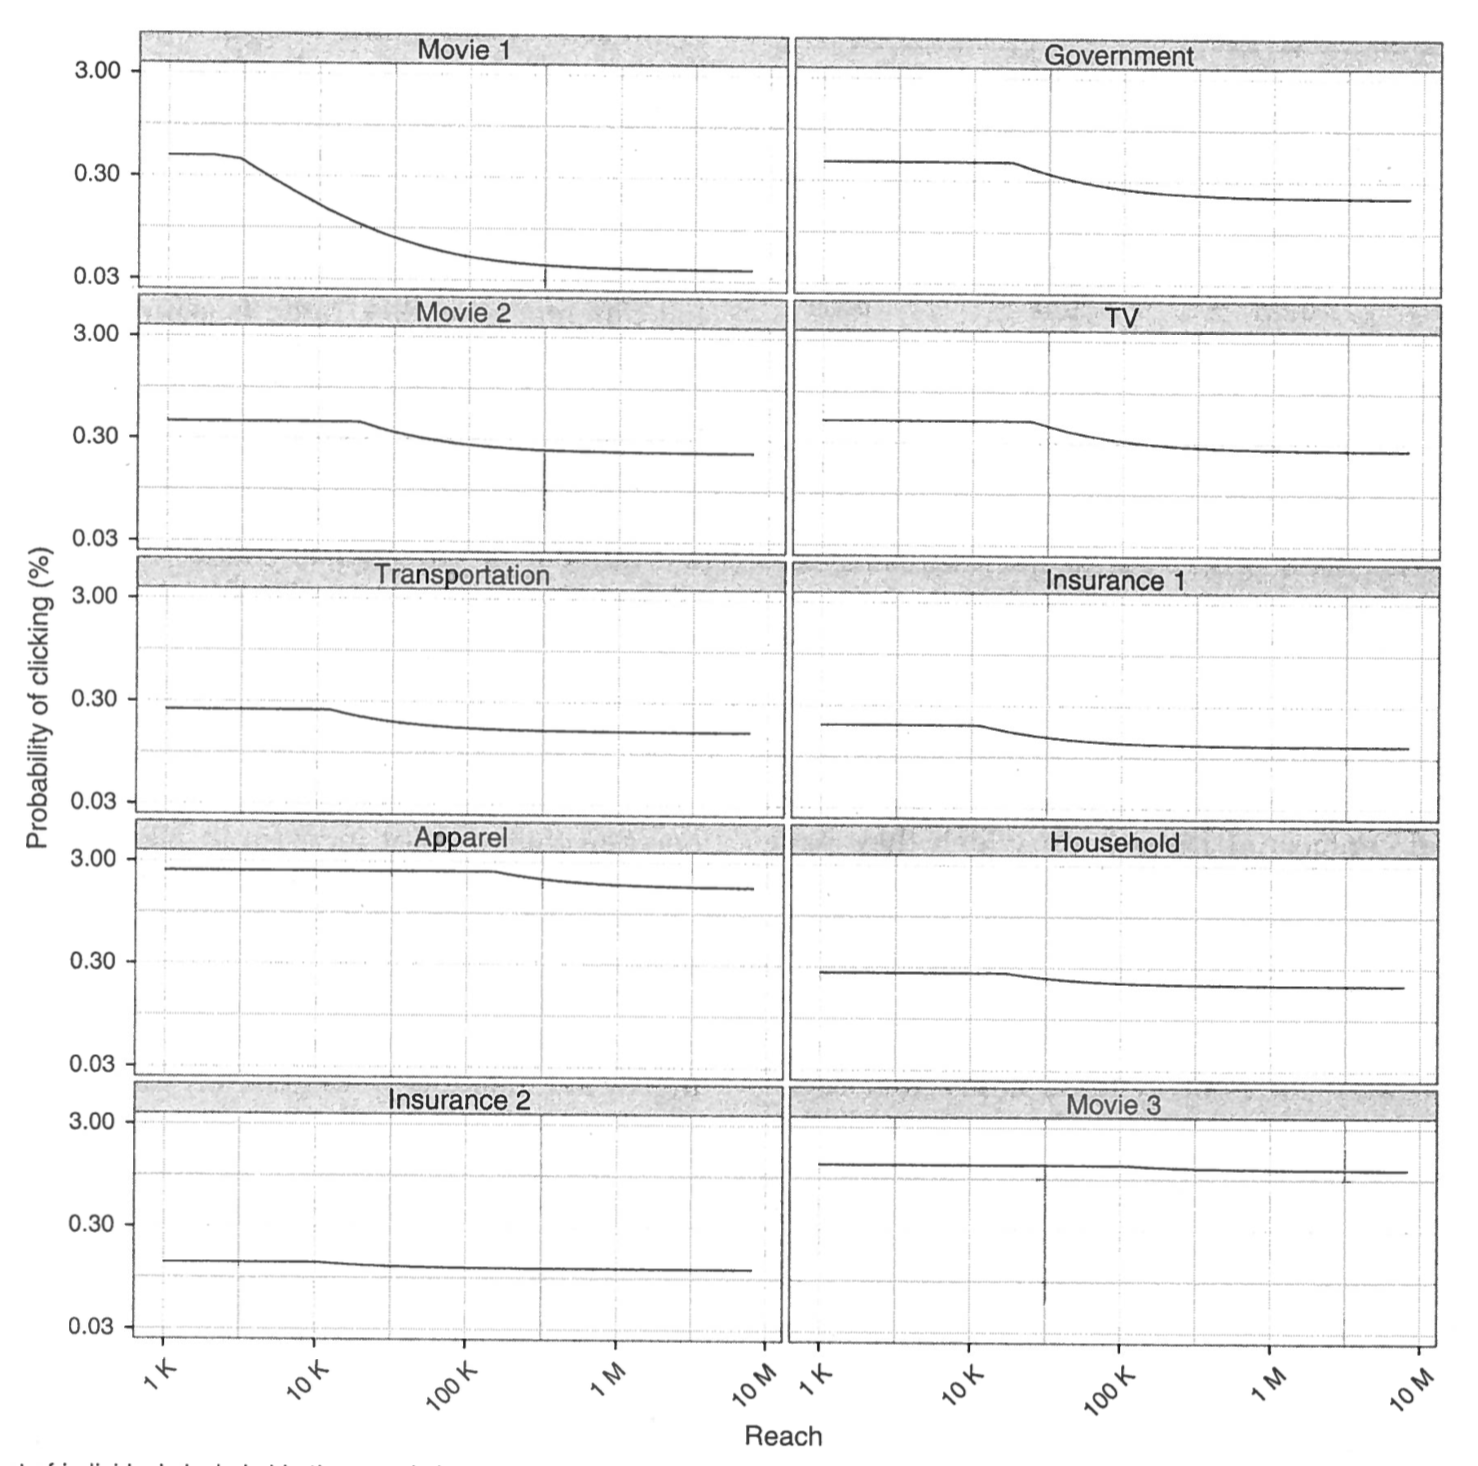 Movie 1
Government
3.00
0.30
0.03
Movie 2
TV
3.00
0.30
0.03
Transportation
Insurance 1
3.00
0.30
0.03
Apparel
Household
3.00
0.30
0.03
Insurance 2
Movie 3
3.00
0.30
0.03
Probability of clicking (%)
1 K
10 K
100 K
1 M
10 M
1 K
10 K
100 K
1 M
10 M
Reach